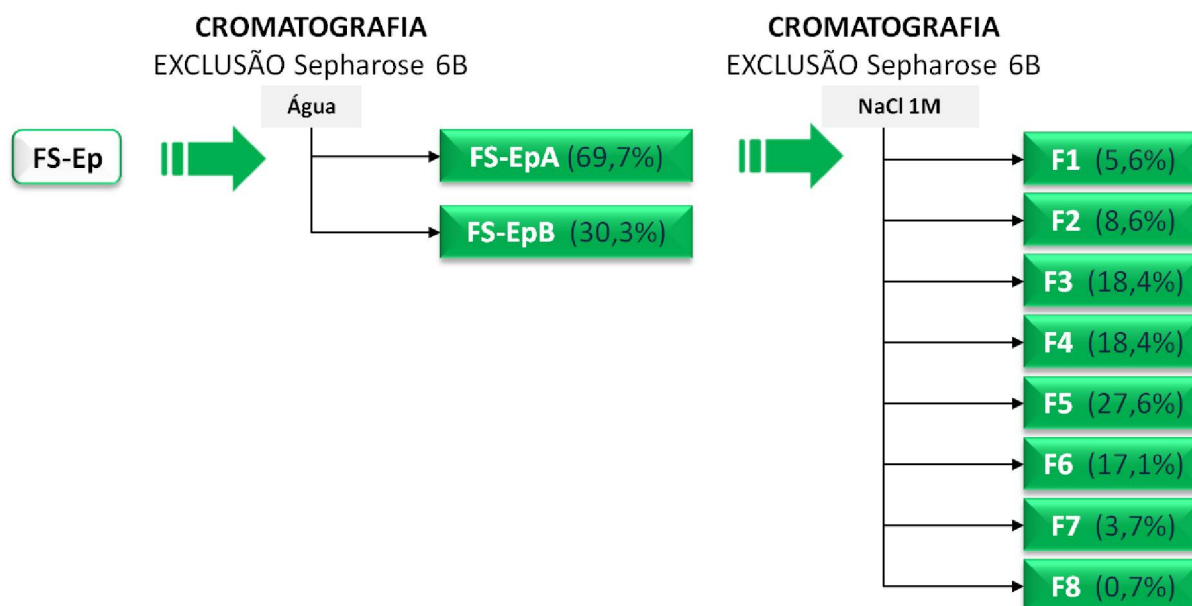 CROMATOGRAFIA
EXCLUSÃO Sepharose 6B
Água
FS-Ep
FS-EpA (69,7%)
FS-EpB (30,3%)
CROMATOGRAFIA
EXCLUSÃO Sepharose 6B
NaCl 1M
F1 (5,6%)
F2 (8,6%)
F3 (18,4%)
F4 (18,4%)
F5 (27,6%)
F6 (17,1%)
F7 (3,7%)
F8 (0,7%)